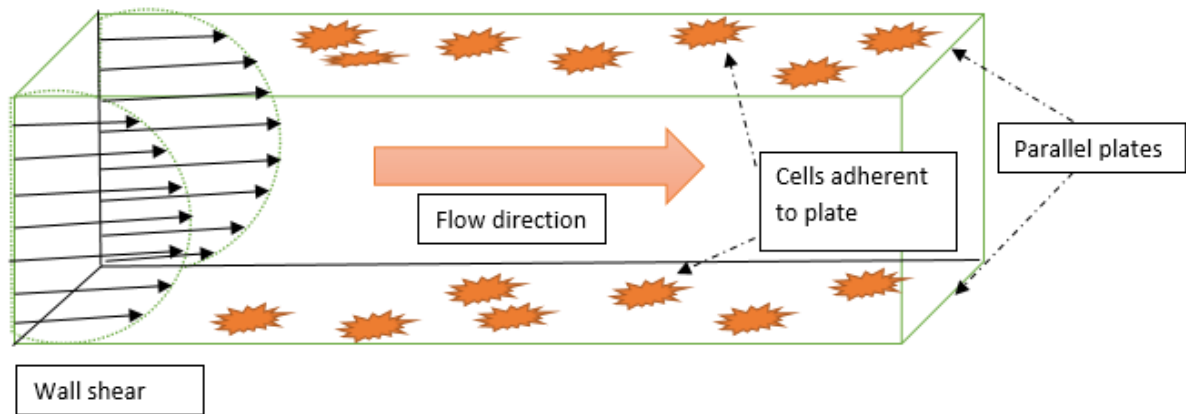 Parallel plates
Cells adherent
to plate
Flow direction
Wall shear